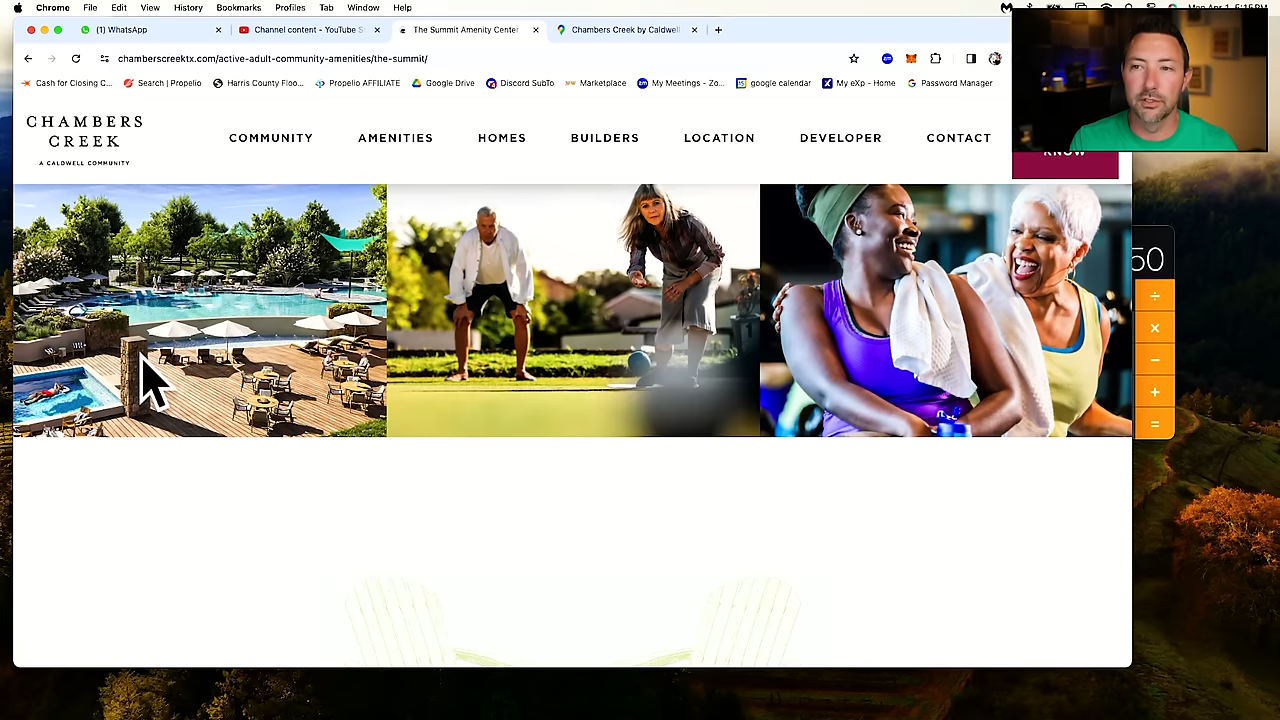 Chrome File Edit View History Bookmarks Profiles Tab Window Help
(1) WhatsApp Channel content - YouTube S The Summit Amenity Center Chambers Creek by Caldwell
chamberscreektx.com/active-adult-community-amenities/the-summit/
Cash for Closing C... Search | Propelio Harris County Floo... Propelio AFFILIATE Google Drive Discord SubTo Marketplace My Meetings - Zo... google calendar My eXp - Home Password Manager
CHAMBERS
CREEK
A CALDWELL COMMUNITY
COMMUNITY AMENITIES HOMES BUILDERS LOCATION DEVELOPER CONTACT
KNOW
50
÷
×
−
+
=